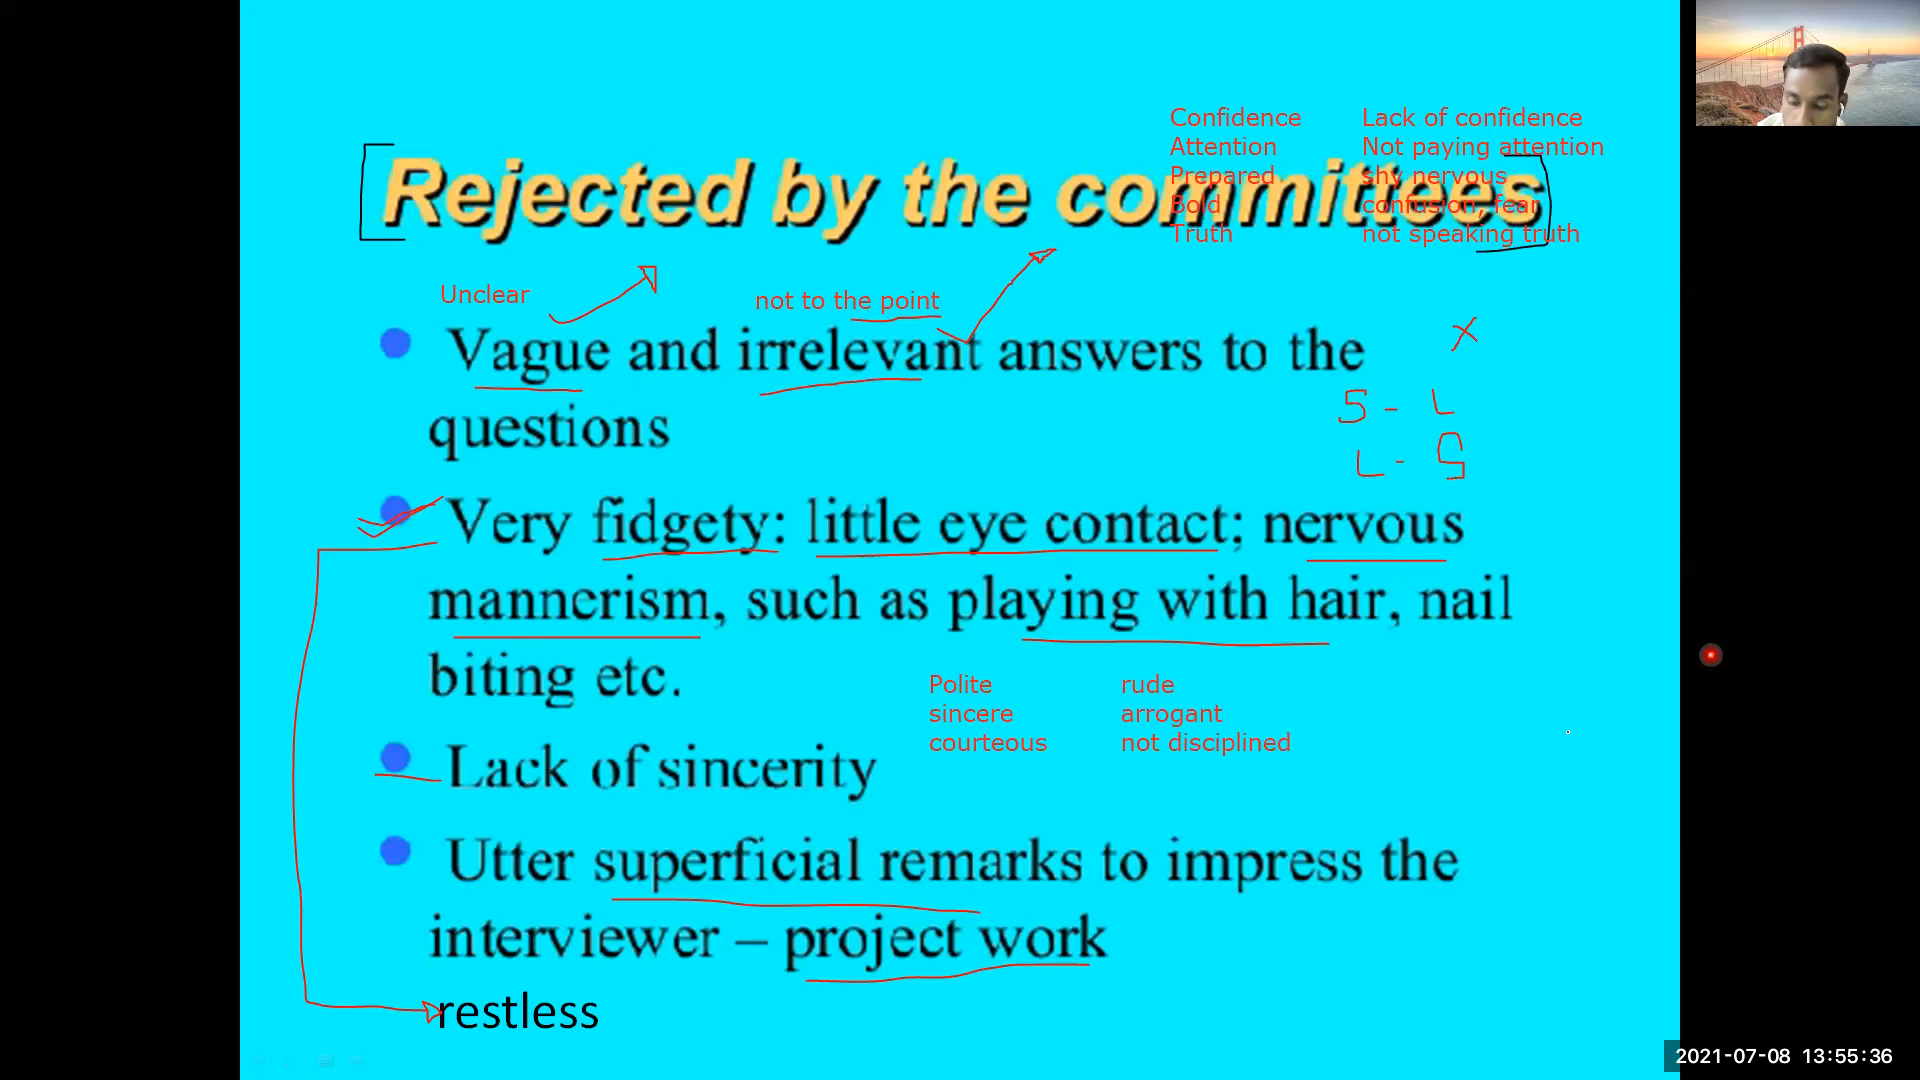 Confidence Lack of confidence
Attention Not paying attention
Rejected by the committees
Prepared shy nervous
Bold confusion, fear
Truth not speaking truth
Unclear not to the point
Vague and irrelevant answers to the
questions
X
S - L
L - S
Very fidgety: little eye contact; nervous
mannerism, such as playing with hair, nail
biting etc.
Polite rude
sincere arrogant
courteous not disciplined
Lack of sincerity
Utter superficial remarks to impress the
interviewer – project work
restless
2021-07-08 13:55:36